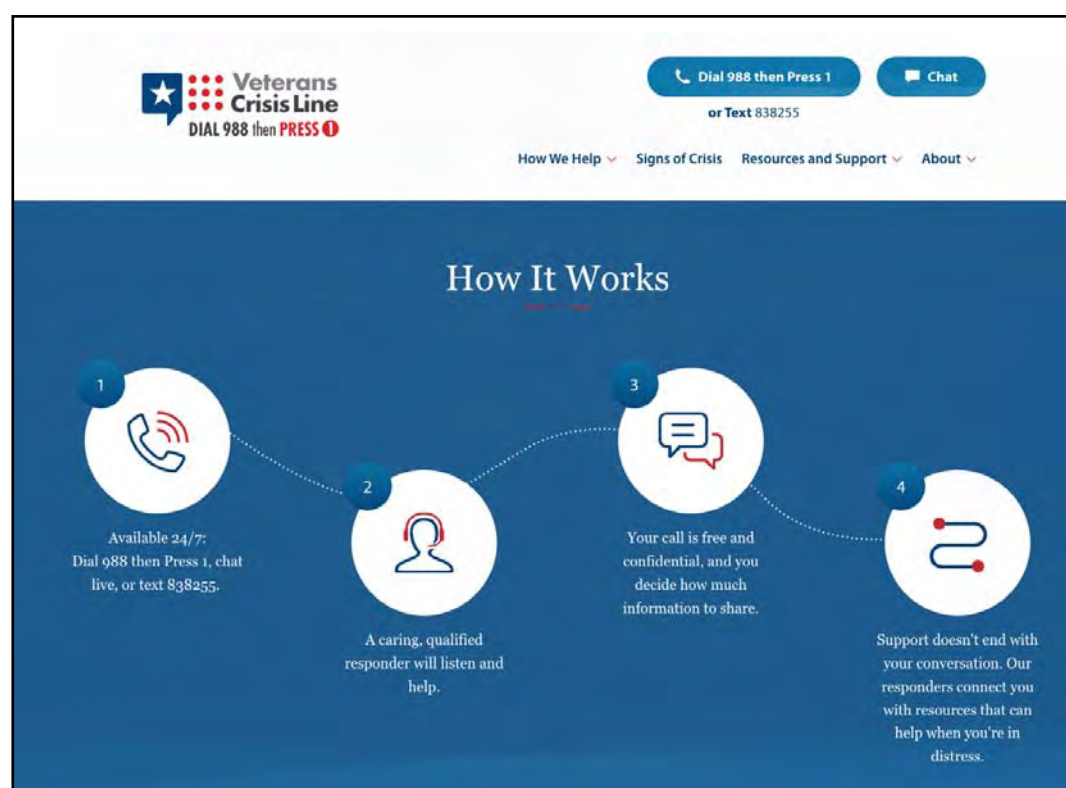 Veterans
Crisis Line
DIAL 988 then PRESS 1
Dial 988 then Press 1
Chat
or Text 838255
How We Help
Signs of Crisis
Resources and Support
About
How It Works
1
Available 24/7:
Dial 988 then Press 1, chat
live, or text 838255.
2
A caring, qualified
responder will listen and
help.
3
Your call is free and
confidential, and you
decide how much
information to share.
4
Support doesn't end with
your conversation. Our
responders connect you
with resources that can
help when you're in
distress.